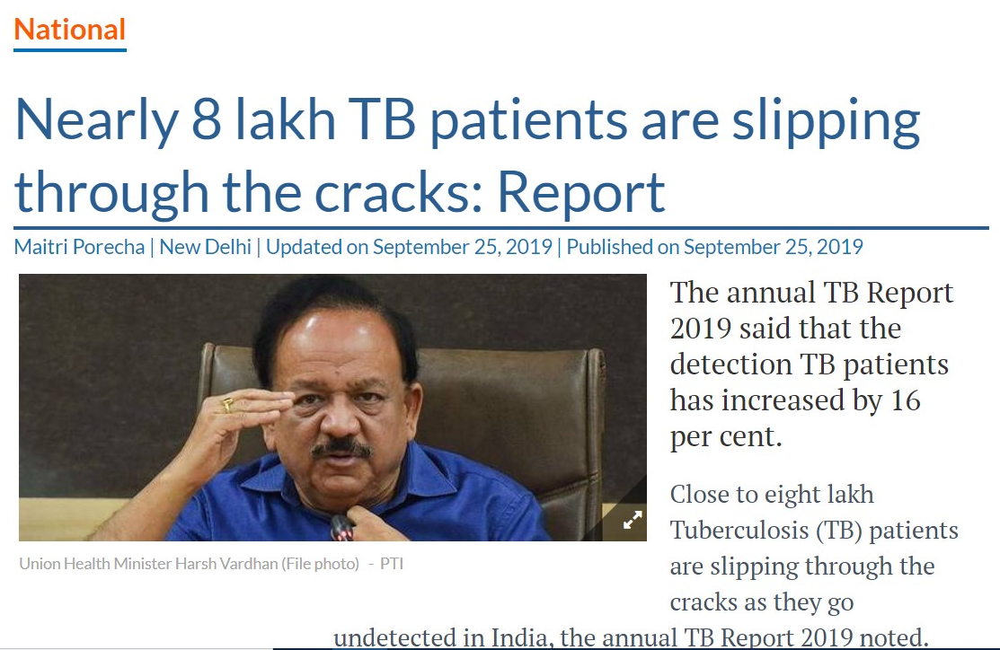 National
Nearly 8 lakh TB patients are slipping
through the cracks: Report
Maitri Porecha | New Delhi | Updated on September 25, 2019 | Published on September 25, 2019
The annual TB Report
2019 said that the
detection TB patients
has increased by 16
per cent.
Close to eight lakh
Tuberculosis (TB) patients
are slipping through the
cracks as they go
undetected in India, the annual TB Report 2019 noted.
Union Health Minister Harsh Vardhan (File photo) - PTI